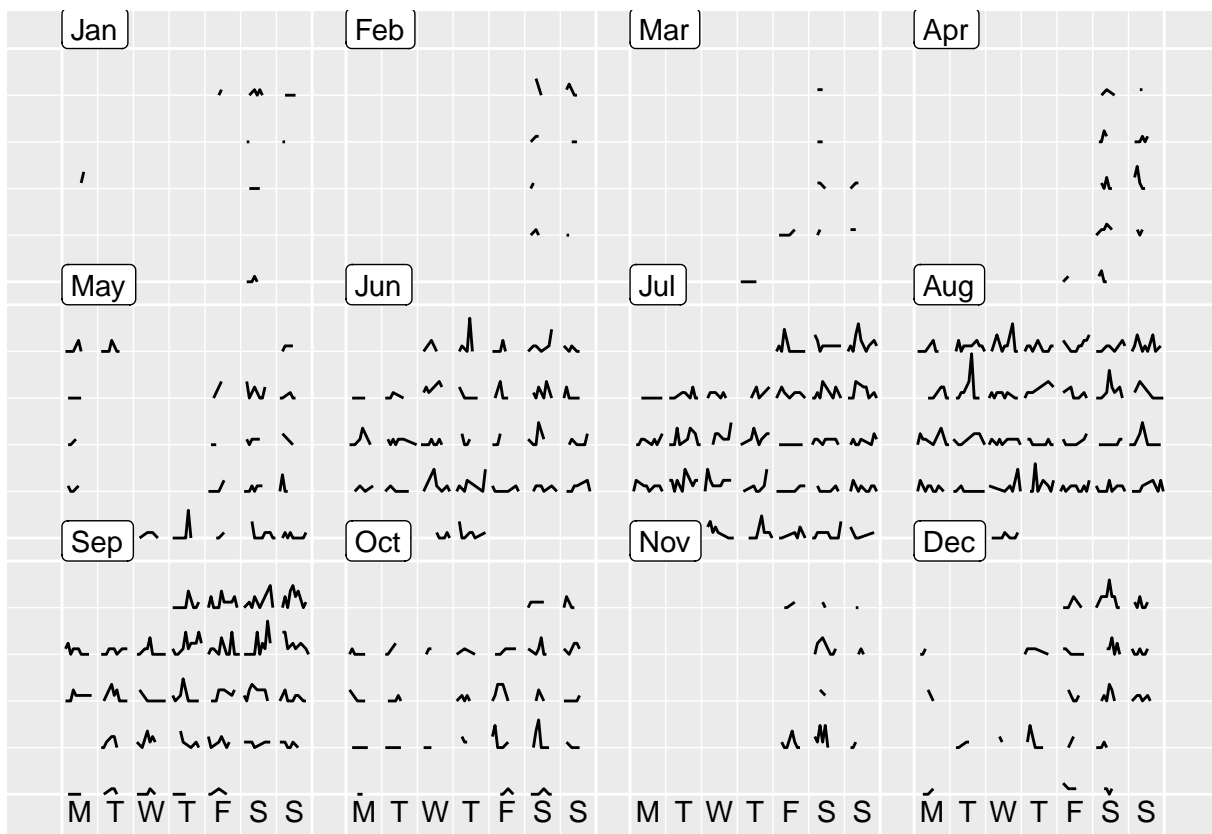 Jan Feb Mar Apr
May Jun Jul Aug
Sep Oct Nov Dec
M T W T F S S M T W T F S S M T W T F S S M T W T F S S